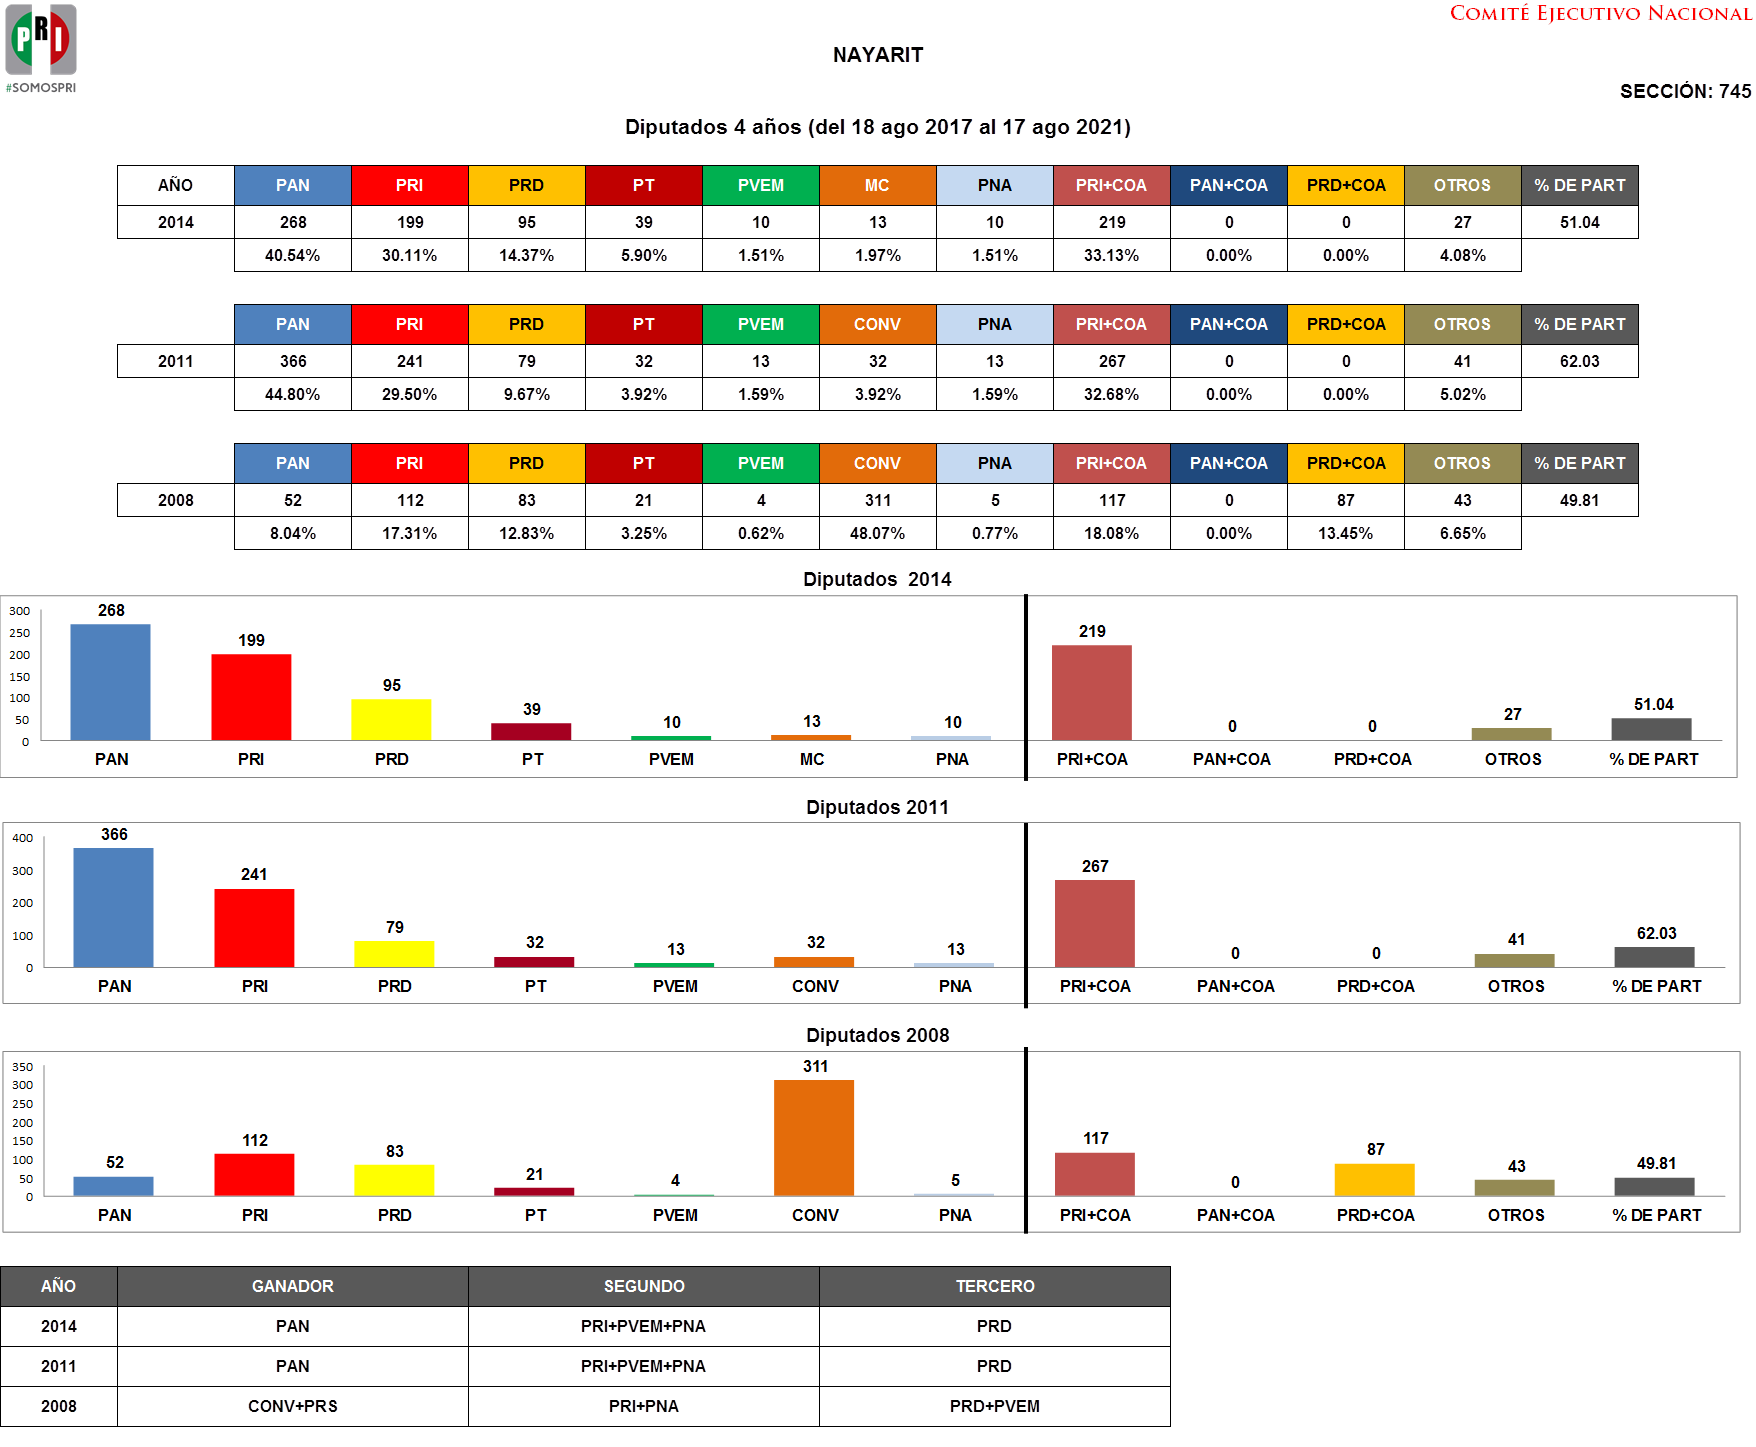 PRI
#SOMOSPRI
COMITÉ EJECUTIVO NACIONAL
NAYARIT
SECCIÓN: 745
Diputados 4 años (del 18 ago 2017 al 17 ago 2021)
AÑO PAN PRI PRD PT PVEM MC PNA PRI+COA PAN+COA PRD+COA OTROS % DE PART
2014 268 199 95 39 10 13 10 219 0 0 27 51.04
40.54% 30.11% 14.37% 5.90% 1.51% 1.97% 1.51% 33.13% 0.00% 0.00% 4.08%
PAN PRI PRD PT PVEM CONV PNA PRI+COA PAN+COA PRD+COA OTROS % DE PART
2011 366 241 79 32 13 32 13 267 0 0 41 62.03
44.80% 29.50% 9.67% 3.92% 1.59% 3.92% 1.59% 32.68% 0.00% 0.00% 5.02%
PAN PRI PRD PT PVEM CONV PNA PRI+COA PAN+COA PRD+COA OTROS % DE PART
2008 52 112 83 21 4 311 5 117 0 87 43 49.81
8.04% 17.31% 12.83% 3.25% 0.62% 48.07% 0.77% 18.08% 0.00% 13.45% 6.65%
Diputados 2014
300
250
200
150
100
50
0
268 199 95 39 10 13 10 219 0 0 27 51.04
PAN PRI PRD PT PVEM MC PNA PRI+COA PAN+COA PRD+COA OTROS % DE PART
Diputados 2011
400
300
200
100
0
366 241 79 32 13 32 13 267 0 0 41 62.03
PAN PRI PRD PT PVEM CONV PNA PRI+COA PAN+COA PRD+COA OTROS % DE PART
Diputados 2008
350
300
250
200
150
100
50
0
52 112 83 21 4 311 5 117 0 87 43 49.81
PAN PRI PRD PT PVEM CONV PNA PRI+COA PAN+COA PRD+COA OTROS % DE PART
AÑO GANADOR SEGUNDO TERCERO
2014 PAN PRI+PVEM+PNA PRD
2011 PAN PRI+PVEM+PNA PRD
2008 CONV+PRS PRI+PNA PRD+PVEM